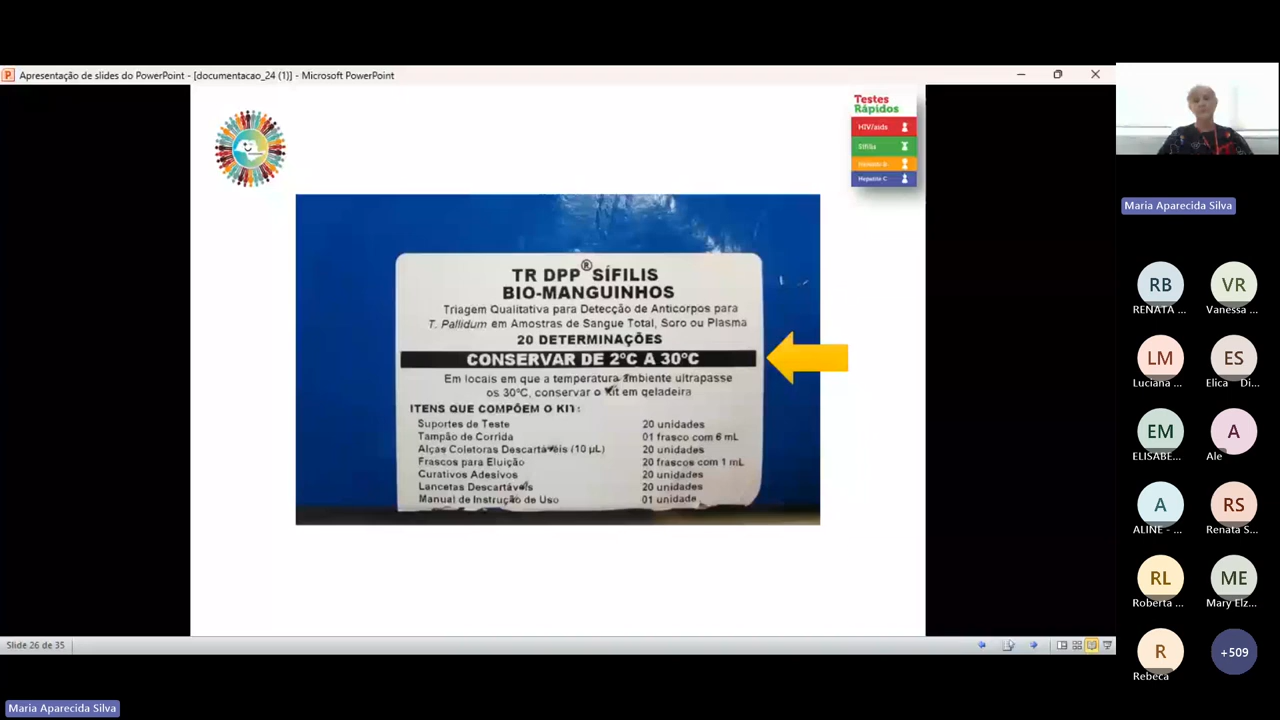 Apresentação de slides do PowerPoint - [documentacao_24 (1)] - Microsoft PowerPoint
Testes
Rápidos
HIV/aids
Sífilis
Hepatite B
Hepatite C
TR DPP® SÍFILIS
BIO-MANGUINHOS
Triagem Qualitativa para Detecção de Anticorpos para
T. Pallidum em Amostras de Sangue Total, Soro ou Plasma
20 DETERMINAÇÕES
CONSERVAR DE 2ºC A 30ºC
Em locais em que a temperatura ambiente ultrapasse
os 30ºC, conservar o kit em geladeira
ITENS QUE COMPÕEM O KIT:
Suportes de Teste 20 unidades
Tampão de Corrida 01 frasco com 6 mL
Alças Coletoras Descartáveis (10 µL) 20 unidades
Frascos para Eluição 20 frascos com 1 mL
Curativos Adesivos 20 unidades
Lancetas Descartáveis 20 unidades
Manual de Instrução de Uso 01 unidade
Slide 26 de 35
Maria Aparecida Silva
Maria Aparecida Silva
RB VR
RENATA ... Vanessa ...
LM ES
Luciana ... Elica Di...
EM A
ELISABE... Ale
A RS
ALINE - ... Renata S...
RL ME
Roberta ... Mary Elz...
R +509
Rebeca